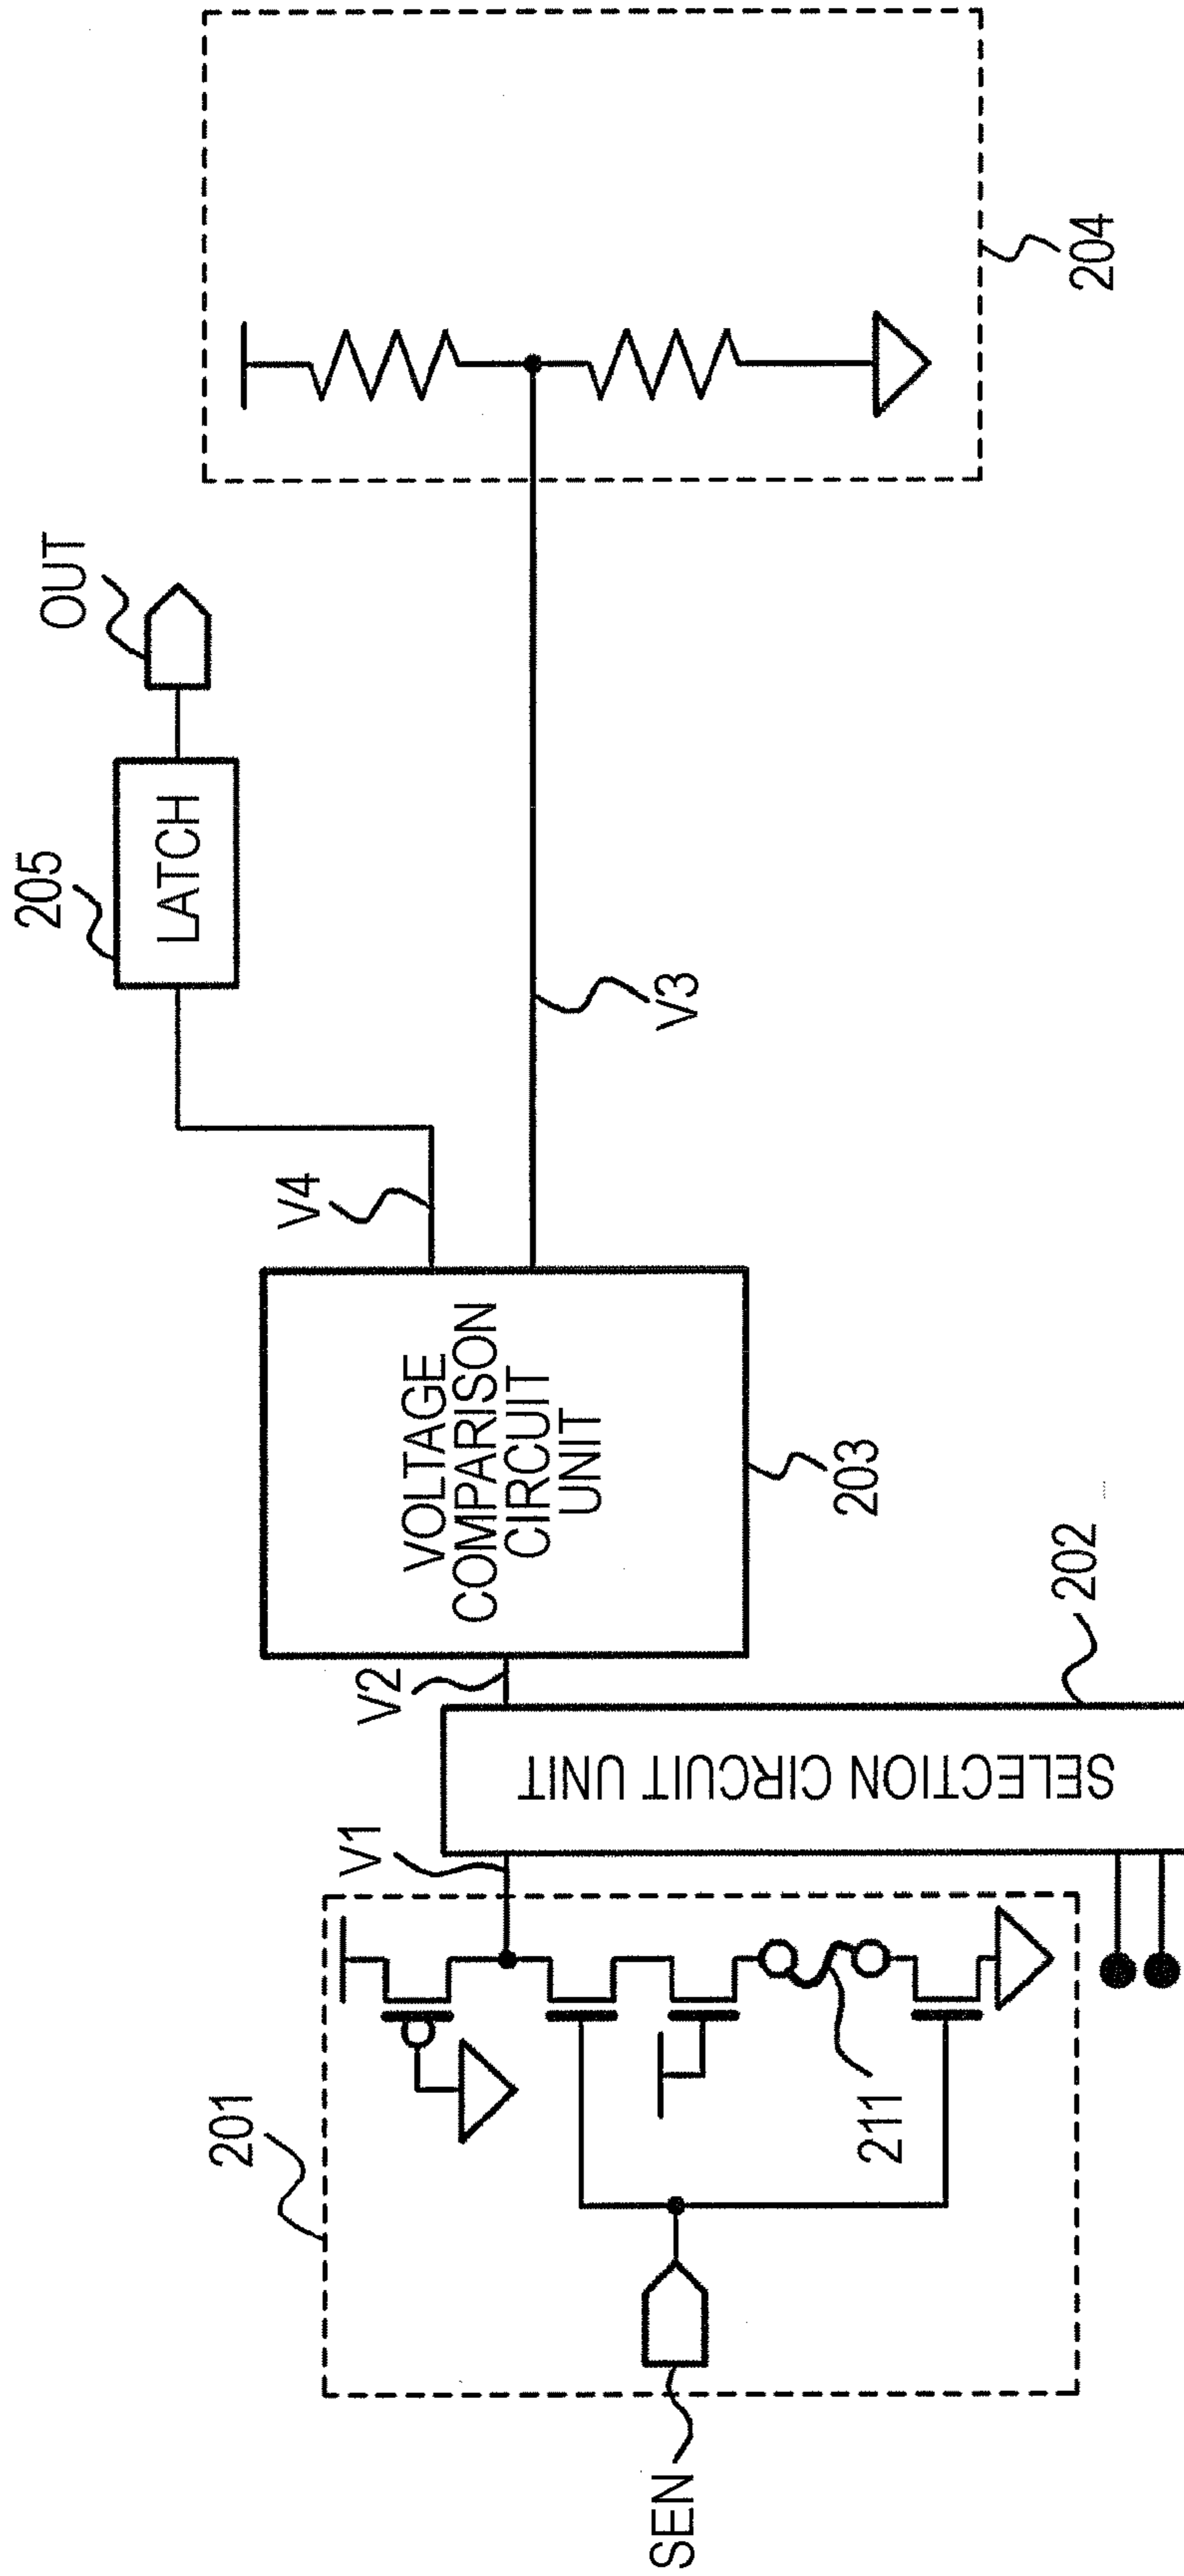 OUT
205
LATCH
204
V4
V3
VOLTAGE
COMPARISON
CIRCUIT
UNIT
203
V2
202
SELECTION CIRCUIT UNIT
V1
201
211
SEN